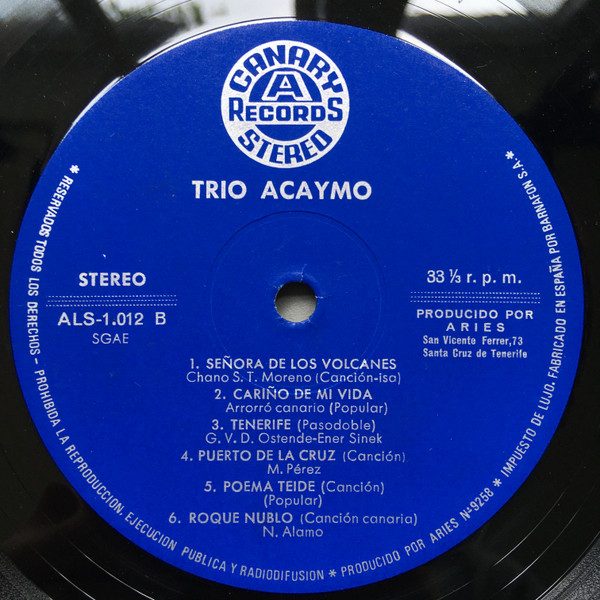 CANARY
A
RECORDS
STEREO
TRIO ACAYMO
STEREO
ALS-1.012 B
SGAE
33 ⅓ r. p. m.
PRODUCIDO POR
ARIES
San Vicente Ferrer,73
Santa Cruz de Tenerife
1. SEÑORA DE LOS VOLCANES
Chano S. T. Moreno (Canción-isa)
2. CARIÑO DE MI VIDA
Arrorró canario (Popular)
3. TENERIFE (Pasodoble)
G. V. D. Ostende-Ener Sinek
4. PUERTO DE LA CRUZ (Canción)
M. Pérez
5. POEMA TEIDE (Canción)
(Popular)
6. ROQUE NUBLO (Canción canaria)
N. Alamo
* RESERVADOS TODOS LOS DERECHOS - PROHIBIDA LA REPRODUCCION, EJECUCION PUBLICA Y RADIODIFUSION * PRODUCIDO POR ARIES Nº 9258 * IMPUESTO DE LUJO. FABRICADO EN ESPAÑA POR BARNAFON S.A *